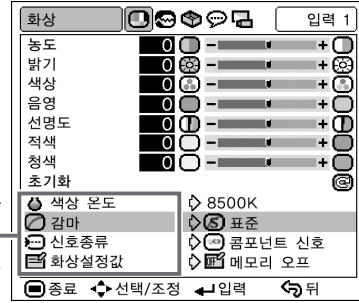 화상 입력 1
농도 0 - +
밝기 0 - +
색상 0 - +
음영 0 - +
선명도 0 - +
적색 0 - +
청색 0 - +
초기화
색상 온도 8500K
감마 S 표준
신호종류 콤포넌트 신호
화상설정값 메모리 오프
종료 선택/조정 입력 뒤